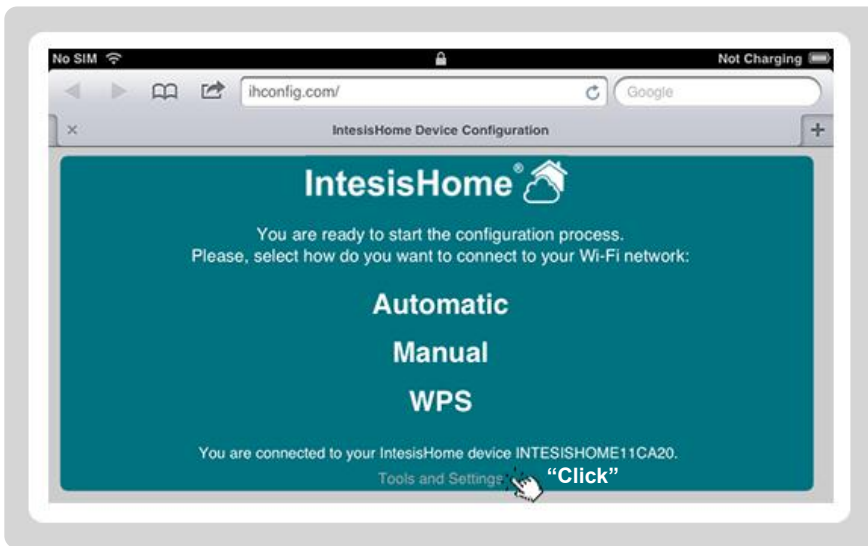 No SIM
Not Charging
ihconfig.com/
Google
IntesisHome Device Configuration
IntesisHome®
You are ready to start the configuration process.
Please, select how do you want to connect to your Wi-Fi network:
Automatic
Manual
WPS
You are connected to your IntesisHome device INTESISHOME11CA20.
Tools and Settings “Click”